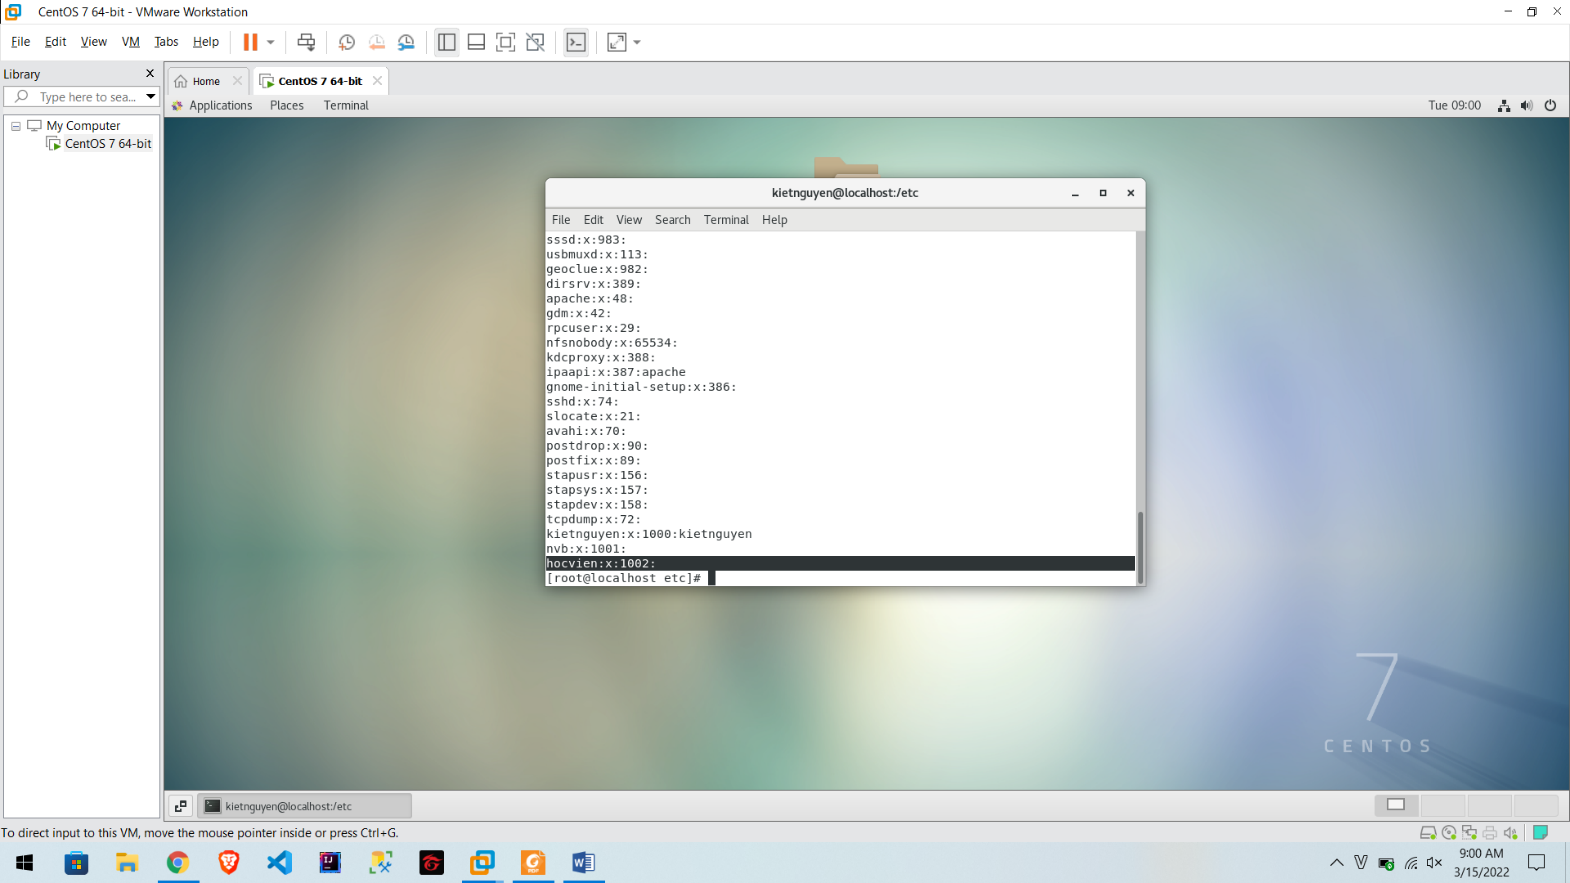 CentOS 7 64-bit - VMware Workstation
File Edit View VM Tabs Help
Library
Type here to sea...
My Computer
CentOS 7 64-bit
Home
CentOS 7 64-bit
Applications Places Terminal
Tue 09:00
kietnguyen@localhost:/etc
File Edit View Search Terminal Help
sssd:x:983:
usbmuxd:x:113:
geoclue:x:982:
dirsrv:x:389:
apache:x:48:
gdm:x:42:
rpcuser:x:29:
nfsnobody:x:65534:
kdcproxy:x:388:
ipaapi:x:387:apache
gnome-initial-setup:x:386:
sshd:x:74:
slocate:x:21:
avahi:x:70:
postdrop:x:90:
postfix:x:89:
stapusr:x:156:
stapsys:x:157:
stapdev:x:158:
tcpdump:x:72:
kietnguyen:x:1000:kietnguyen
nvb:x:1001:
hocvien:x:1002:
[root@localhost etc]#
7
CENTOS
kietnguyen@localhost:/etc
To direct input to this VM, move the mouse pointer inside or press Ctrl+G.
V
9:00 AM
3/15/2022